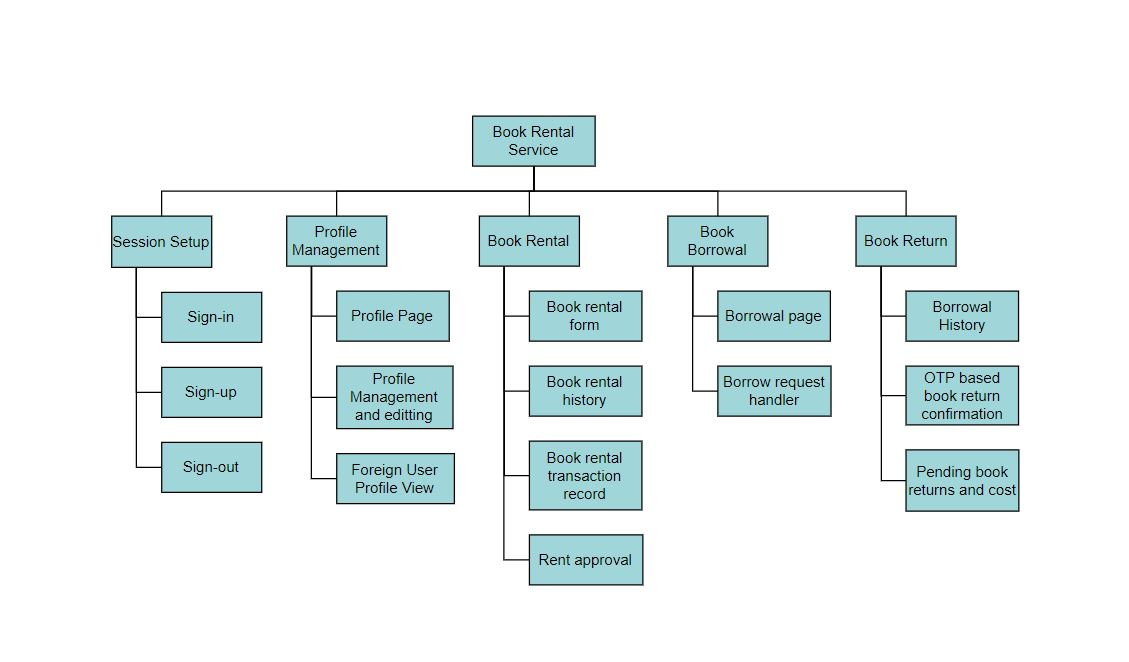 Book Rental
Service
Session Setup
Sign-in
Sign-up
Sign-out
Profile
Management
Profile Page
Profile
Management
and editting
Foreign User
Profile View
Book Rental
Book rental
form
Book rental
history
Book rental
transaction
record
Rent approval
Book
Borrowal
Borrowal page
Borrow request
handler
Book Return
Borrowal
History
OTP based
book return
confirmation
Pending book
returns and cost